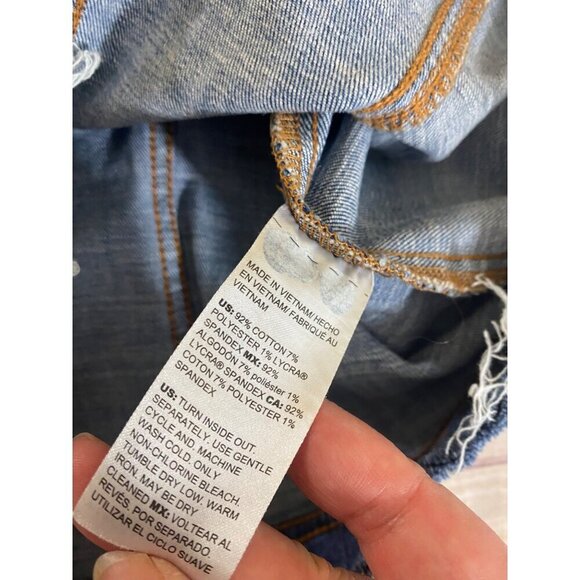 MADE IN VIETNAM/ HECHO
EN VIETNAM/ FABRIQUÉ AU
VIETNAM
US: 92% COTTON 7%
POLYESTER 1% LYCRA®
SPANDEX MX: 92%
ALGODÓN 7% poliéster 1%
LYCRA® SPANDEX CA: 92%
COTON 7% POLYESTER 1%
SPANDEX
US: TURN INSIDE OUT.
SEPARATELY. USE GENTLE
CYCLE AND. MACHINE
WASH COLD. ONLY
NON-CHLORINE BLEACH.
TUMBLE DRY LOW. WARM
IRON. MAY BE DRY
CLEANED MX: VOLTEAR AL
REVÉS, POR SEPARADO
UTILIZAR EL CICLO SUAVE